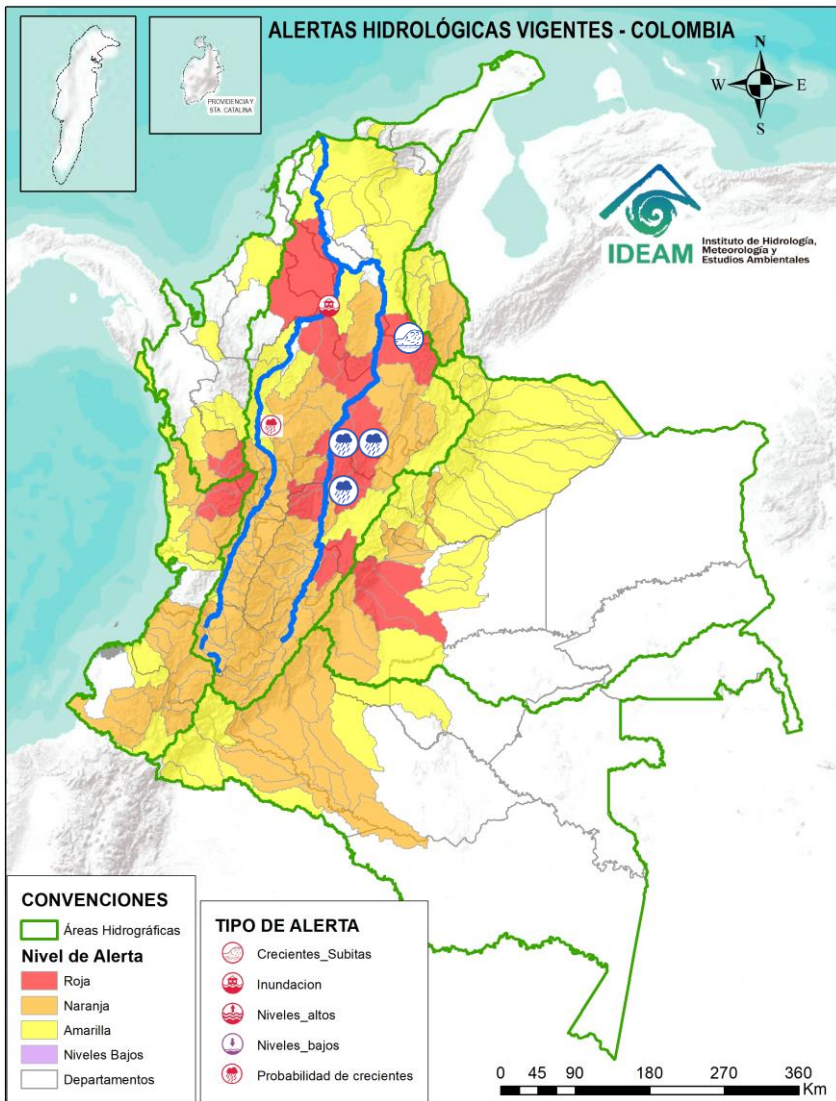 ALERTAS HIDROLÓGICAS VIGENTES - COLOMBIA
PROVIDENCIA Y
STA. CATALINA
N
W
E
S
IDEAM
Instituto de Hidrología,
Meteorología y
Estudios Ambientales
CONVENCIONES
Áreas Hidrográficas
Nivel de Alerta
Roja
Naranja
Amarilla
Niveles Bajos
Departamentos
TIPO DE ALERTA
Crecientes_Subitas
Inundacion
Niveles_altos
Niveles_bajos
Probabilidad de crecientes
0 45 90 180 270 360
Km